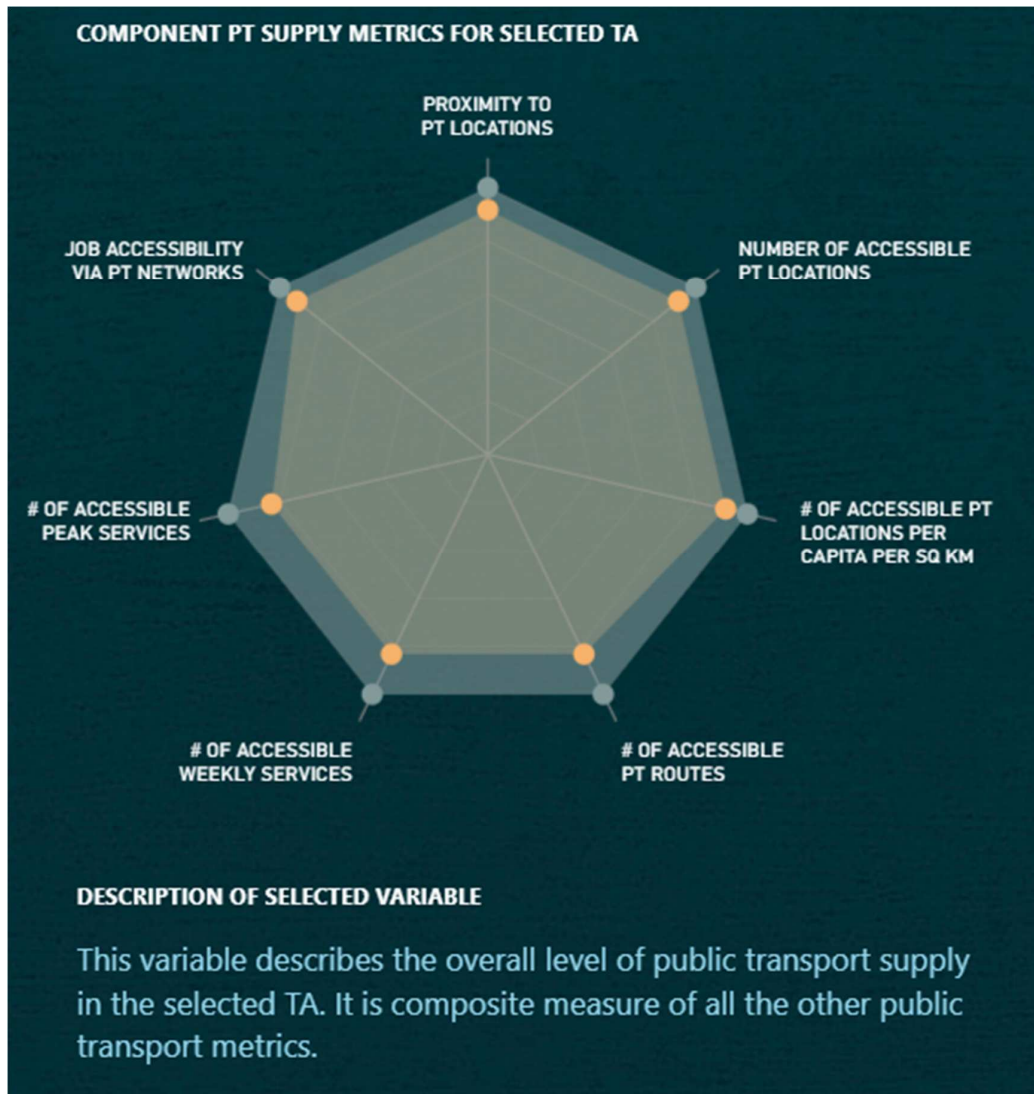 COMPONENT PT SUPPLY METRICS FOR SELECTED TA
PROXIMITY TO
PT LOCATIONS
JOB ACCESSIBILITY
VIA PT NETWORKS
NUMBER OF ACCESSIBLE
PT LOCATIONS
# OF ACCESSIBLE
PEAK SERVICES
# OF ACCESSIBLE PT
LOCATIONS PER
CAPITA PER SQ KM
# OF ACCESSIBLE
WEEKLY SERVICES
# OF ACCESSIBLE
PT ROUTES
DESCRIPTION OF SELECTED VARIABLE
This variable describes the overall level of public transport supply
in the selected TA. It is composite measure of all the other public
transport metrics.